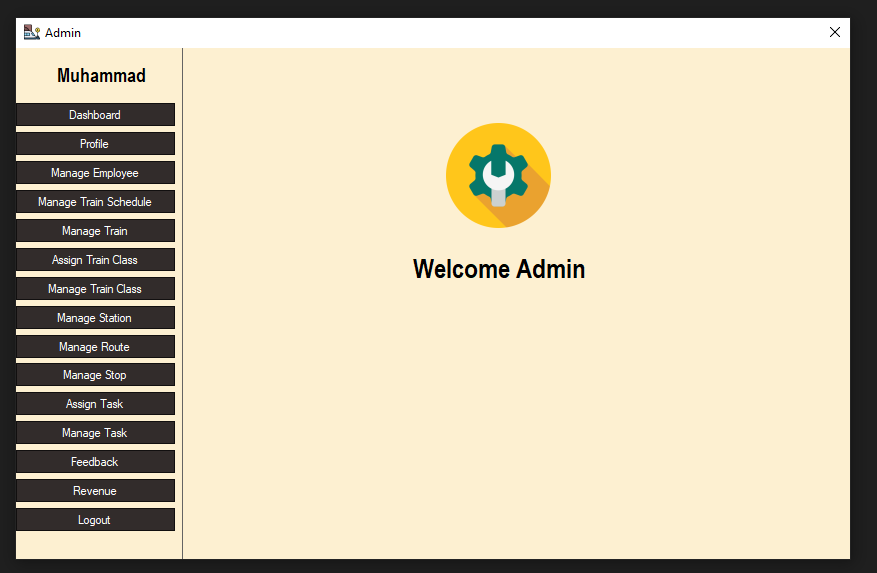 Admin
Muhammad
Dashboard
Profile
Manage Employee
Manage Train Schedule
Manage Train
Assign Train Class
Manage Train Class
Manage Station
Manage Route
Manage Stop
Assign Task
Manage Task
Feedback
Revenue
Logout
Welcome Admin